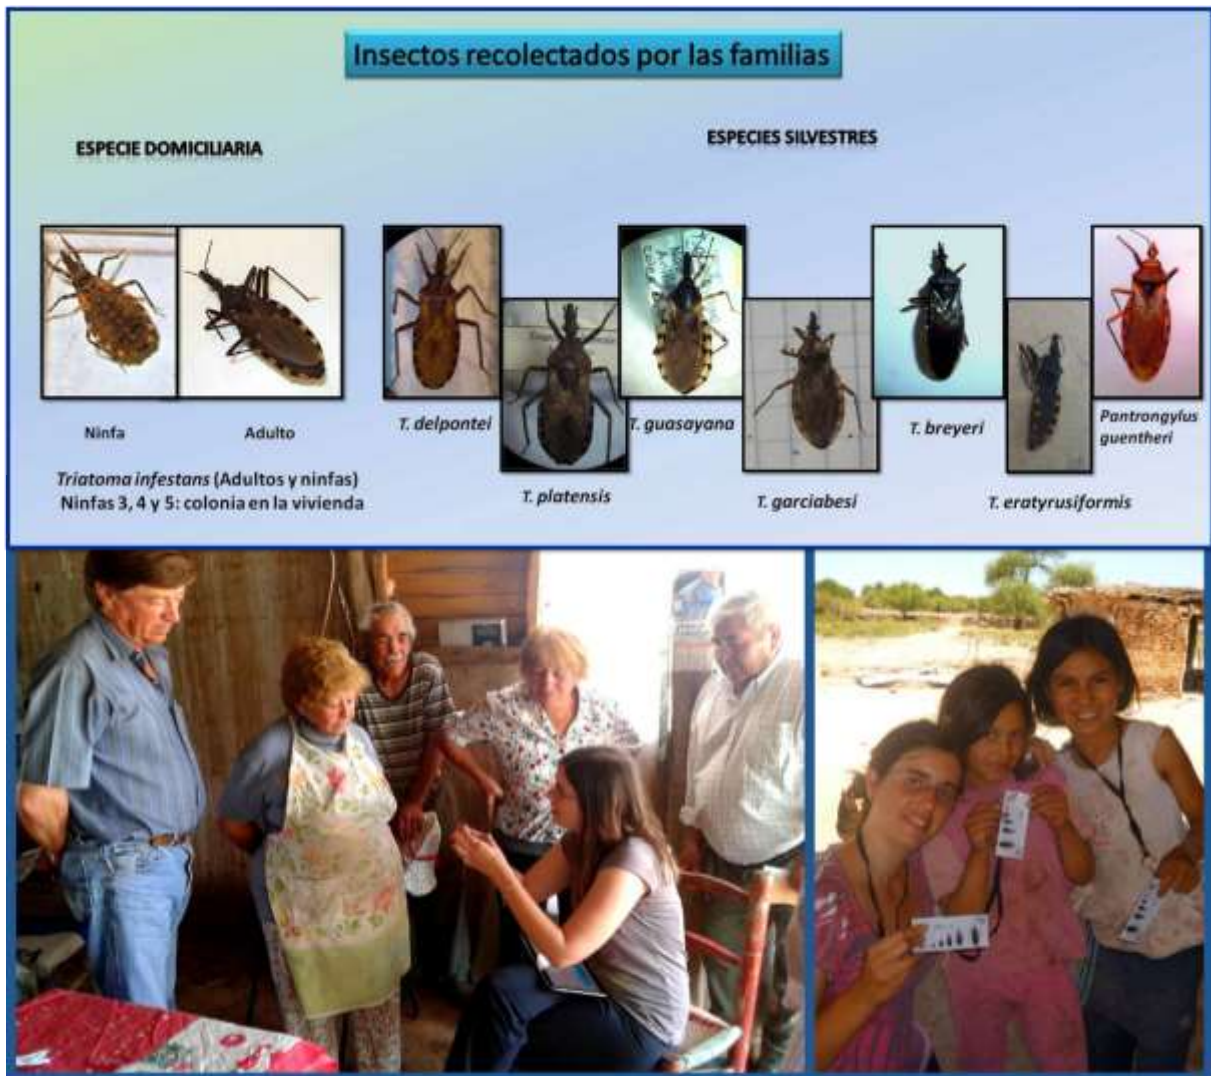 Insectos recolectados por las familias
ESPECIE DOMICILIARIA
ESPECIES SILVESTRES
Ninfa
Adulto
Triatoma infestans (Adultos y ninfas)
Ninfas 3, 4 y 5: colonia en la vivienda
T. delpontei
T. platensis
T. guasayana
T. garciabesi
T. breyeri
T. eratyrusiformis
Pantrongylus
guentheri